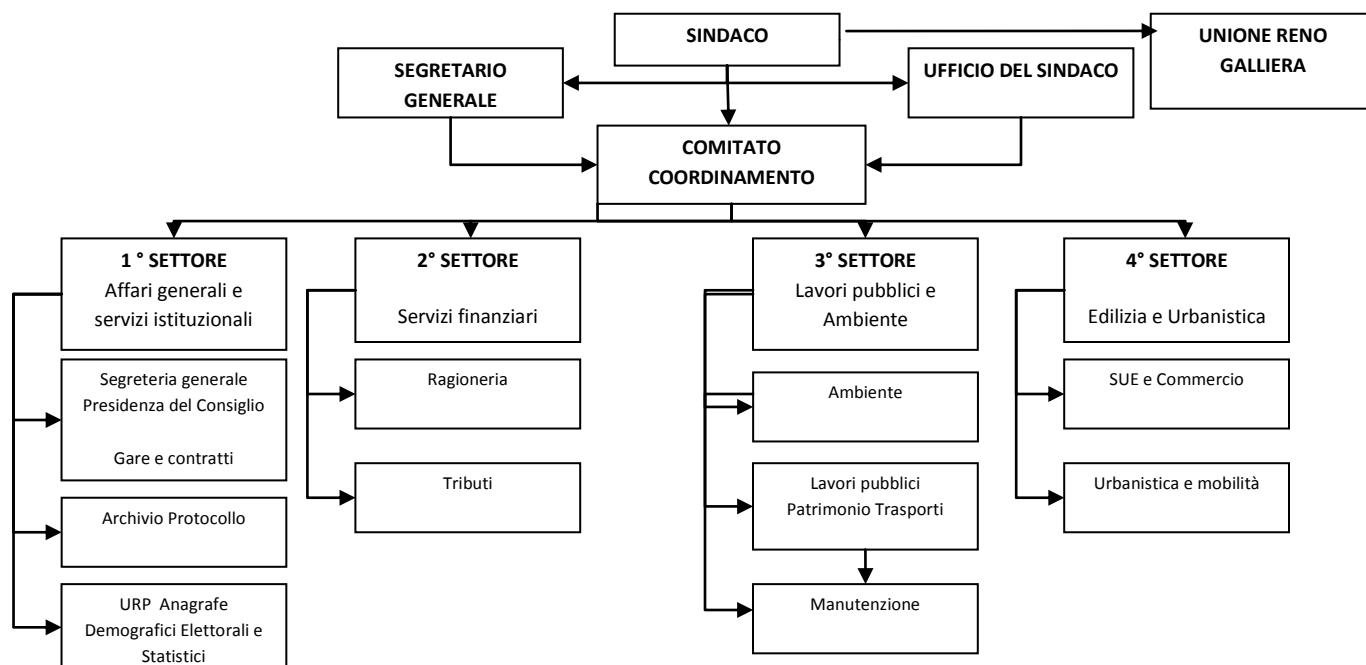 SINDACO
UNIONE RENO
GALLIERA
SEGRETARIO
GENERALE
UFFICIO DEL SINDACO
COMITATO
COORDINAMENTO
1 ° SETTORE
Affari generali e
servizi istituzionali
2° SETTORE
Servizi finanziari
3° SETTORE
Lavori pubblici e
Ambiente
4° SETTORE
Edilizia e Urbanistica
Segreteria generale
Presidenza del Consiglio
Gare e contratti
Ragioneria
Ambiente
SUE e Commercio
Archivio Protocollo
Tributi
Lavori pubblici
Patrimonio Trasporti
Urbanistica e mobilità
URP Anagrafe
Demografici Elettorali e
Statistici
Manutenzione